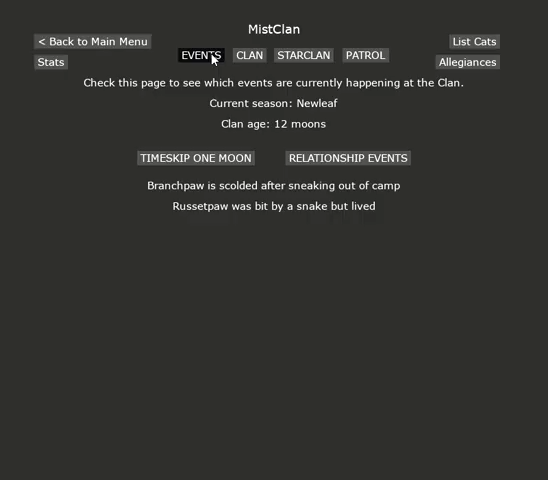 MistClan
< Back to Main Menu
List Cats
EVENTS CLAN STARCLAN PATROL
Stats
Allegiances
Check this page to see which events are currently happening at the Clan.
Current season: Newleaf
Clan age: 12 moons
TIMESKIP ONE MOON RELATIONSHIP EVENTS
Branchpaw is scolded after sneaking out of camp
Russetpaw was bit by a snake but lived